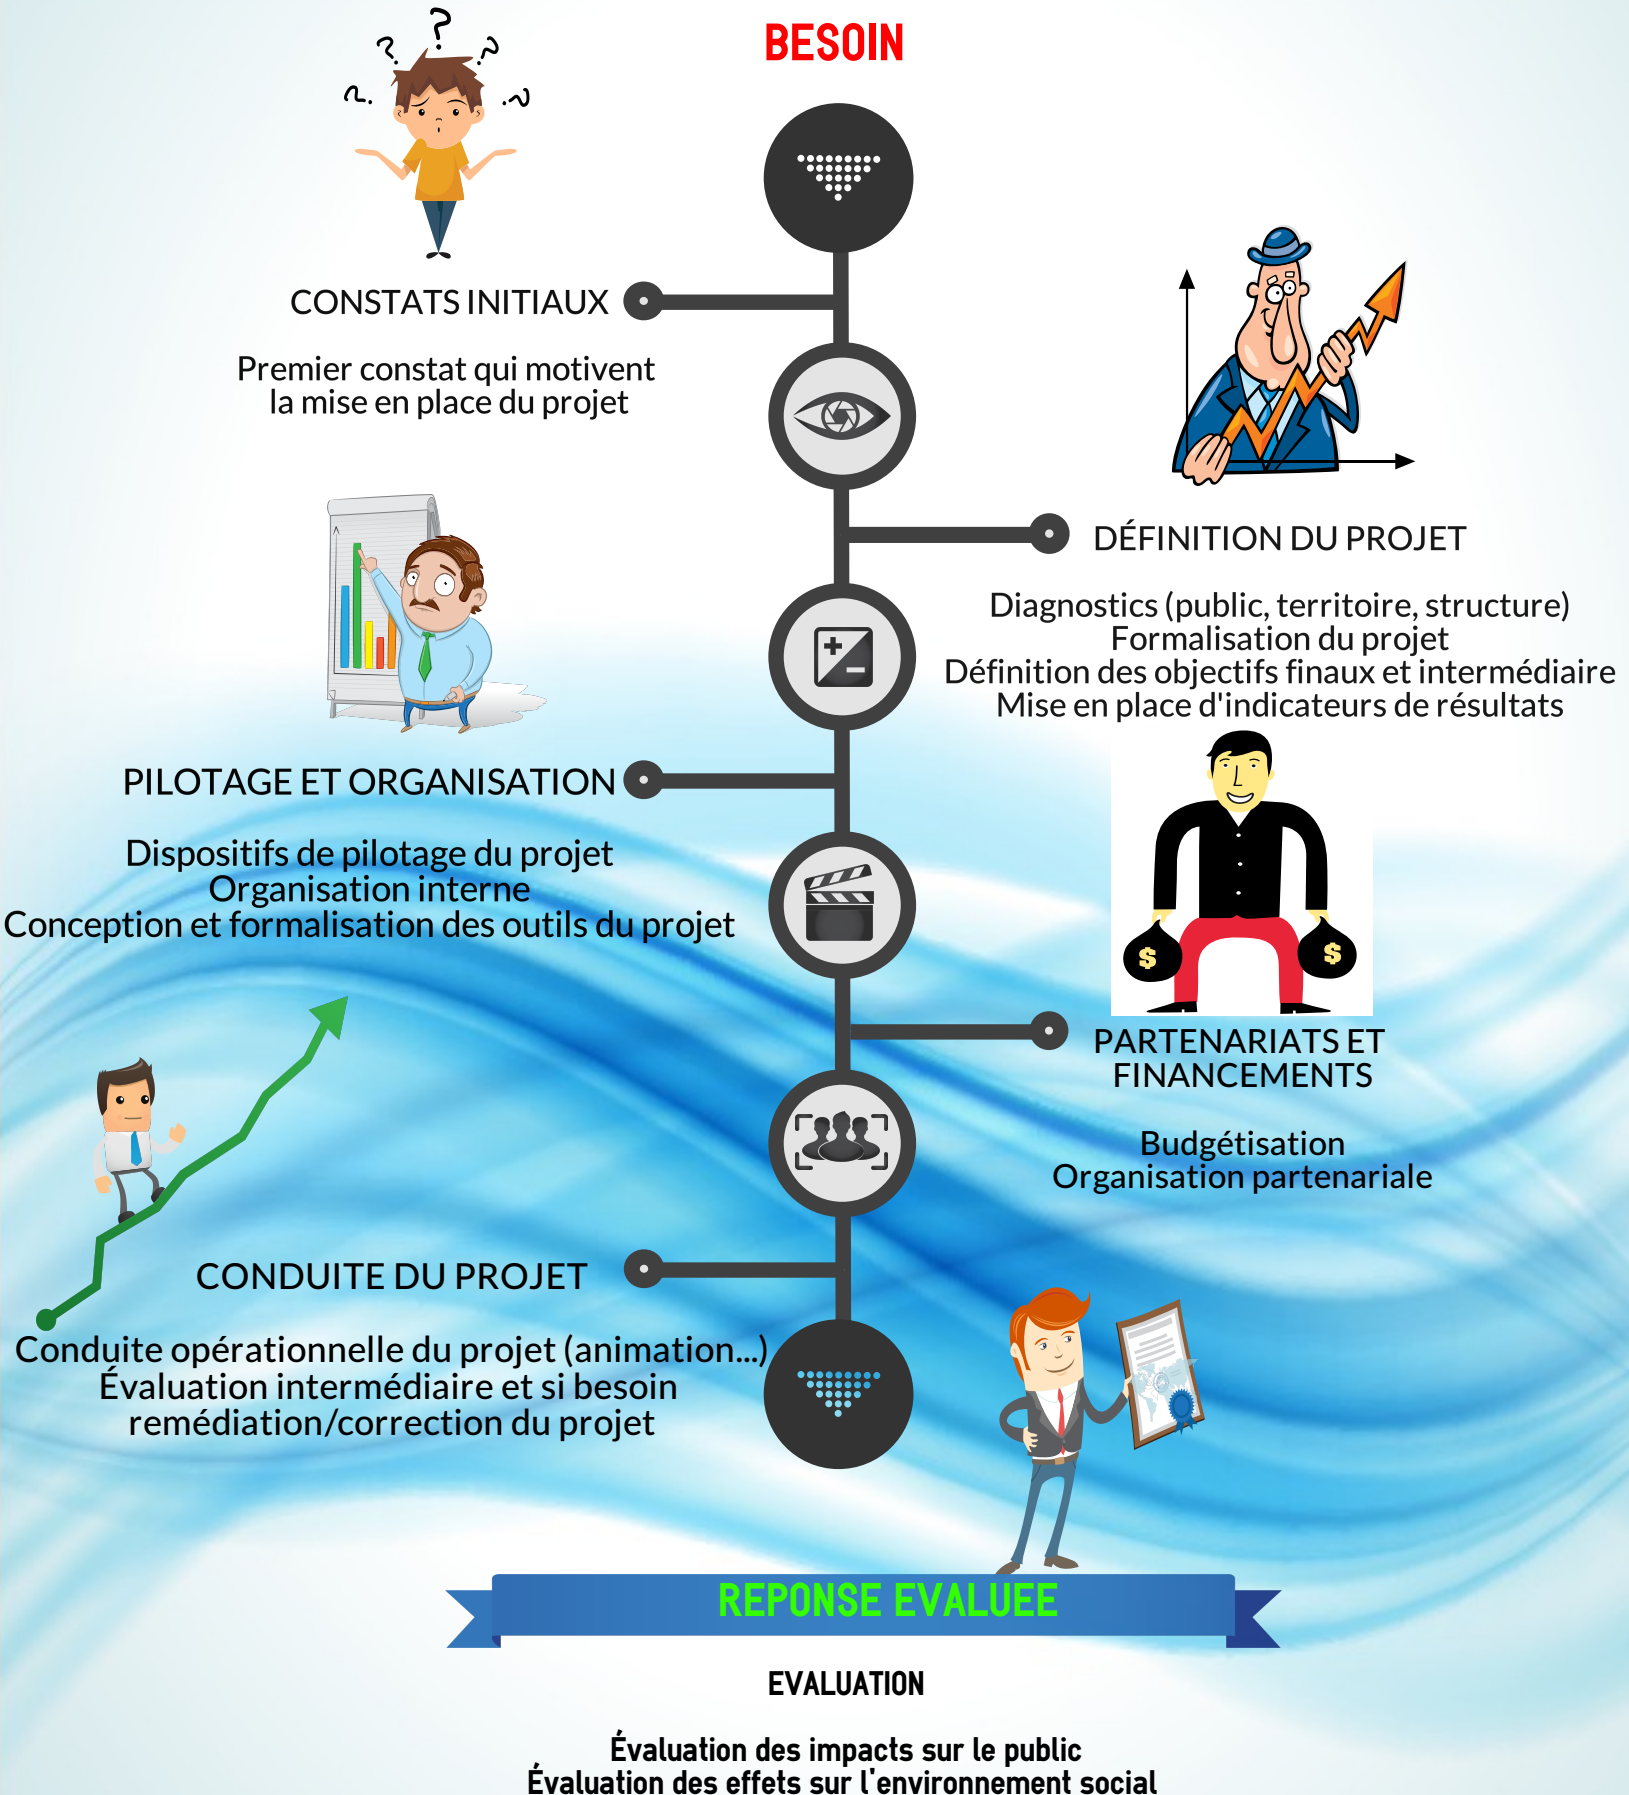 BESOIN
CONSTATS INITIAUX
Premier constat qui motivent
la mise en place du projet
DÉFINITION DU PROJET
Diagnostics (public, territoire, structure)
Formalisation du projet
Définition des objectifs finaux et intermédiaire
Mise en place d'indicateurs de résultats
PILOTAGE ET ORGANISATION
Dispositifs de pilotage du projet
Organisation interne
Conception et formalisation des outils du projet
$ $
PARTENARIATS ET
FINANCEMENTS
Budgétisation
Organisation partenariale
CONDUITE DU PROJET
Conduite opérationnelle du projet (animation...)
Évaluation intermédiaire et si besoin
remédiation/correction du projet
REPONSE EVALUEE
EVALUATION
Évaluation des impacts sur le public
Évaluation des effets sur l'environnement social